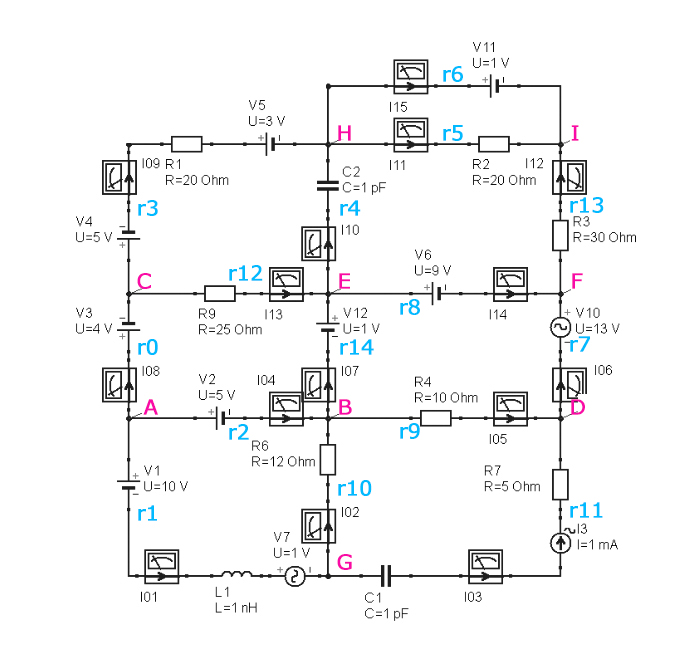 V11
U=1 V
r6
I15
V5
U=3 V
H
r5
I
I09
R1
R=20 Ohm
I11
R2
R=20 Ohm
I12
C2
C=1 pF
r3
r4
r13
V4
U=5 V
R3
R=30 Ohm
I10
V6
U=9 V
C
r12
E
F
R9
R=25 Ohm
I13
r8
I14
V3
U=4 V
V12
U=1 V
V10
U=13 V
r0
r14
r7
I08
V2
U=5 V
I04
I07
R4
R=10 Ohm
I06
A
r2
B
r9
D
R6
R=12 Ohm
I05
V1
U=10 V
R7
R=5 Ohm
r10
r1
I02
r11
V7
U=1 V
I3
I=1 mA
G
I01
L1
L=1 nH
C1
C=1 pF
I03